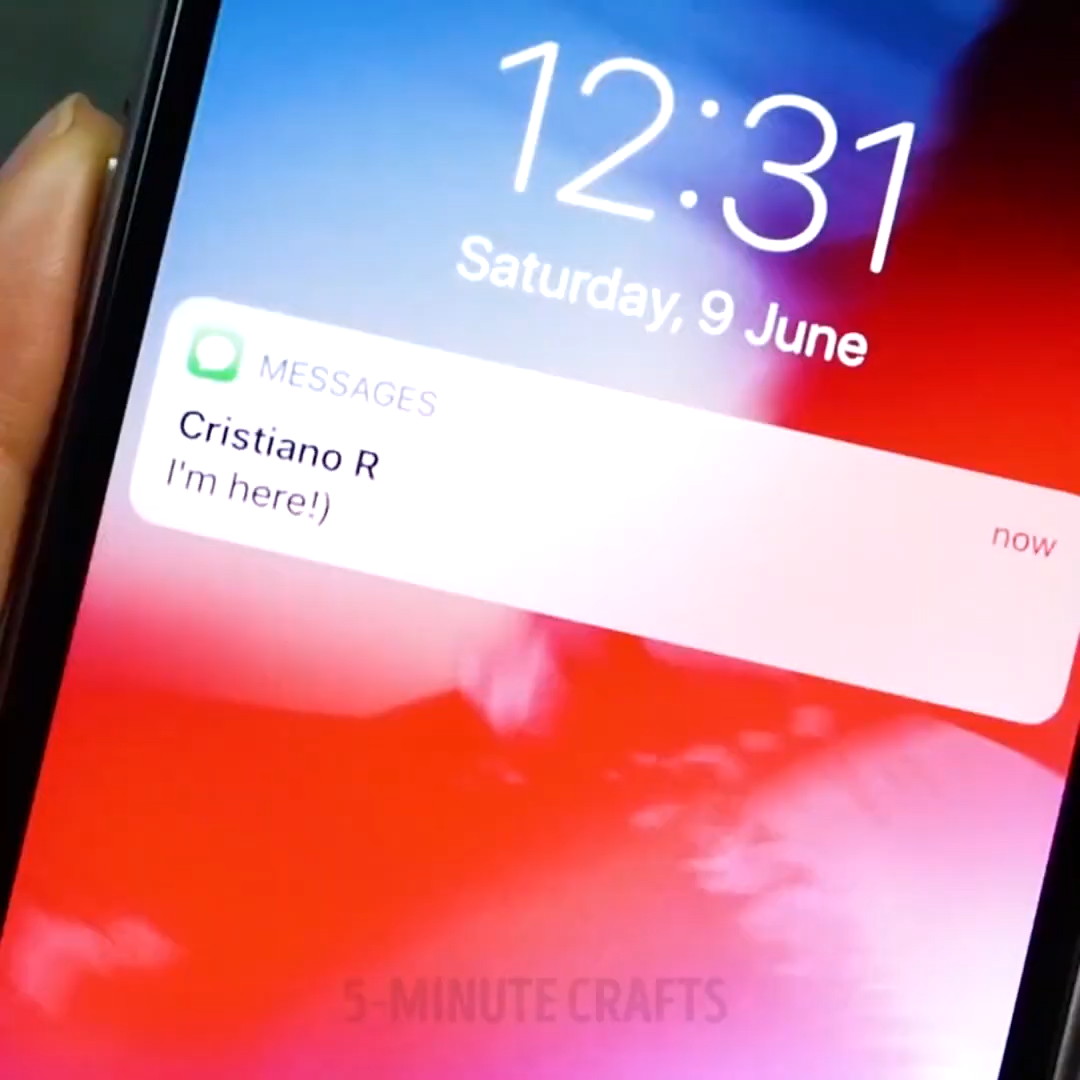 12:31
Saturday, 9 June
MESSAGES
Cristiano R
I'm here!)
now
5-MINUTE CRAFTS